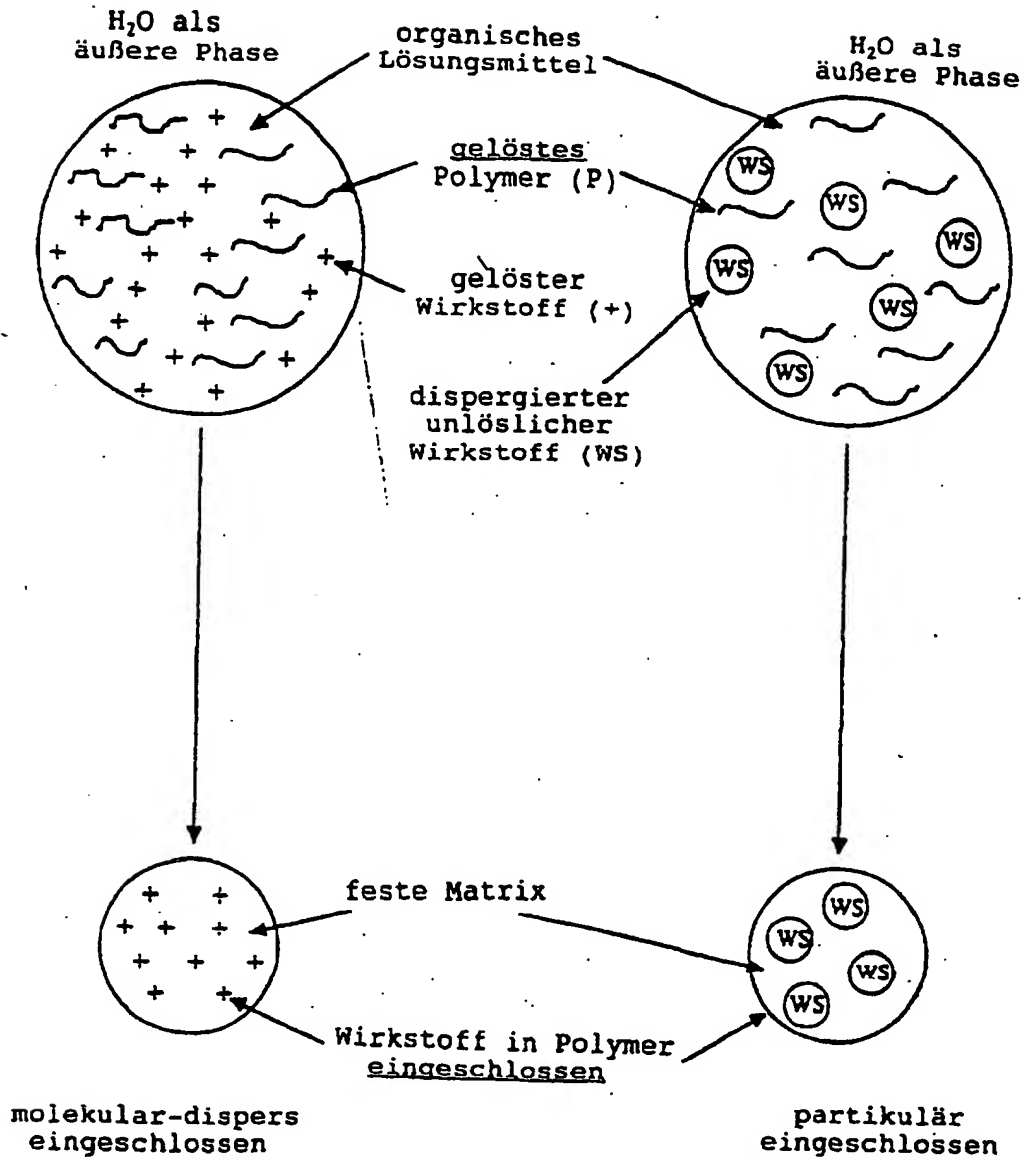 H₂O als
äußere Phase
organisches
Lösungsmittel
H₂O als
äußere Phase
gelöstes
Polymer (P)
gelöster
Wirkstoff (+)
dispergierter
unlöslicher
Wirkstoff (WS)
WS
WS
WS
WS
WS
WS
feste Matrix
WS
WS
WS
WS
Wirkstoff in Polymer
eingeschlossen
molekular-dispers
eingeschlossen
partikulär
eingeschlossen